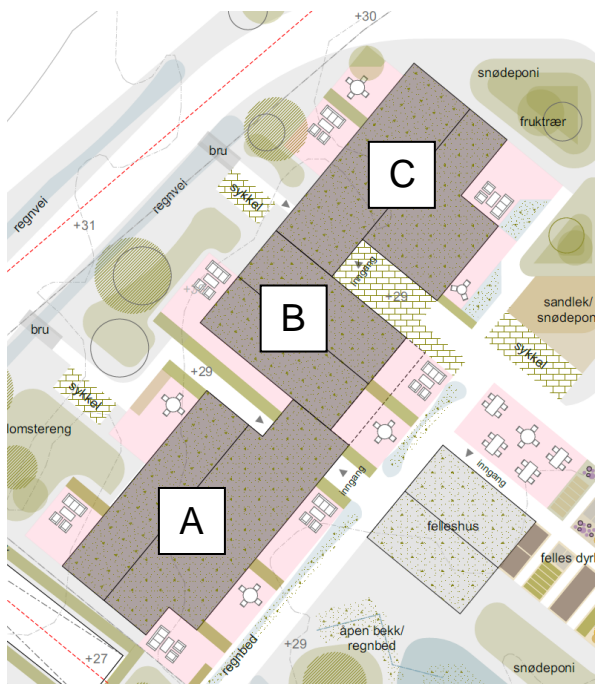 +30
snødeponi
fruktrær
bru
regnvei
sykkel
C
regnvei
+31
inngang
+29
B
sandlek/
snødeponi
bru
sykkel
+29
sykkel
lomstereng
inngang
inngang
A
felleshus
felles dyrk
regnbed
+29
åpen bekk/
regnbed
+27
snødeponi